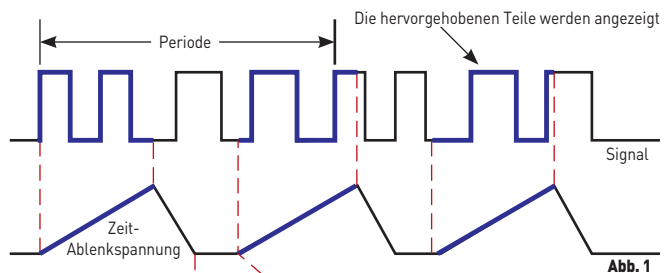 Die hervorgehobenen Teile werden angezeigt
Periode
Signal
Zeit-
Ablenkspannung
Abb. 1